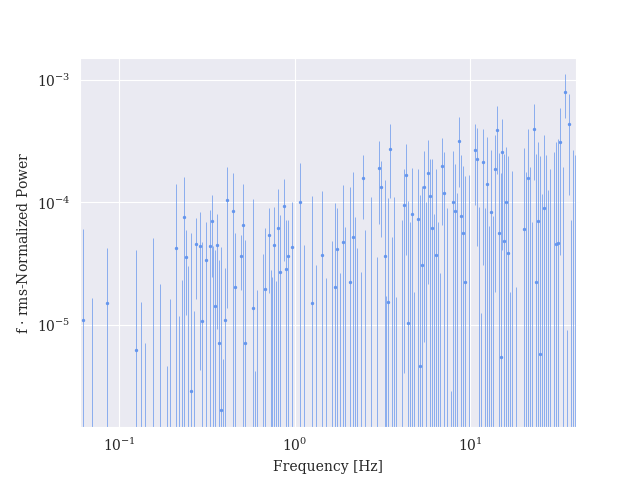 10⁻³
10⁻⁴
10⁻⁵
f · rms-Normalized Power
10⁻¹ 10⁰ 10¹
Frequency [Hz]